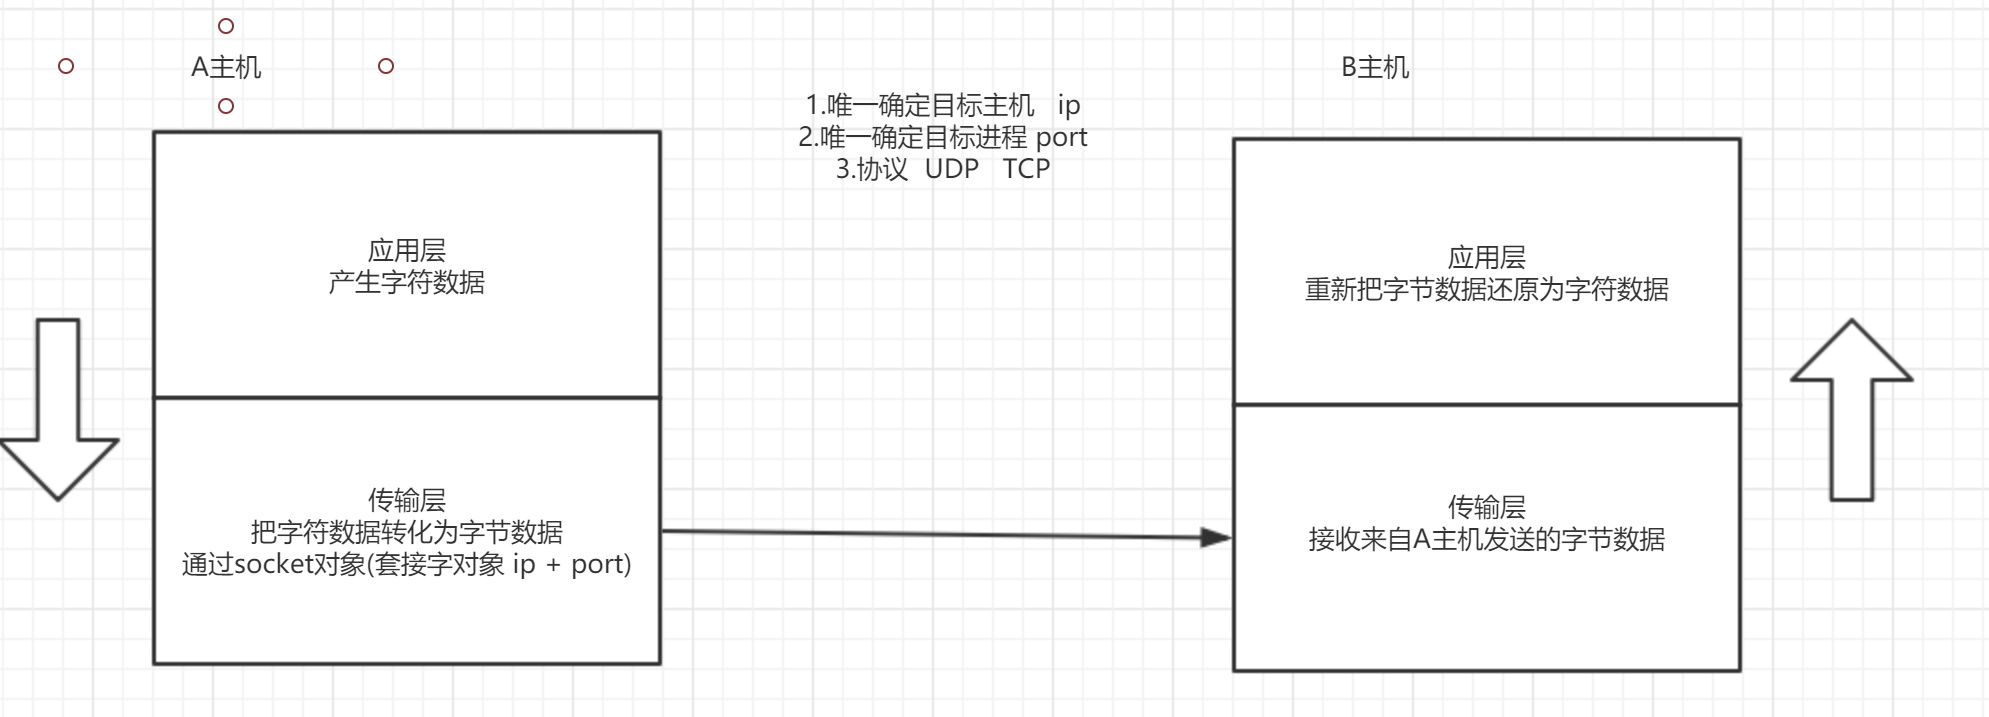 A主机
B主机
1.唯一确定目标主机 ip
2.唯一确定目标进程 port
3.协议 UDP TCP
应用层
产生字符数据
应用层
重新把字节数据还原为字符数据
传输层
把字符数据转化为字节数据
通过socket对象(套接字对象 ip + port)
传输层
接收来自A主机发送的字节数据